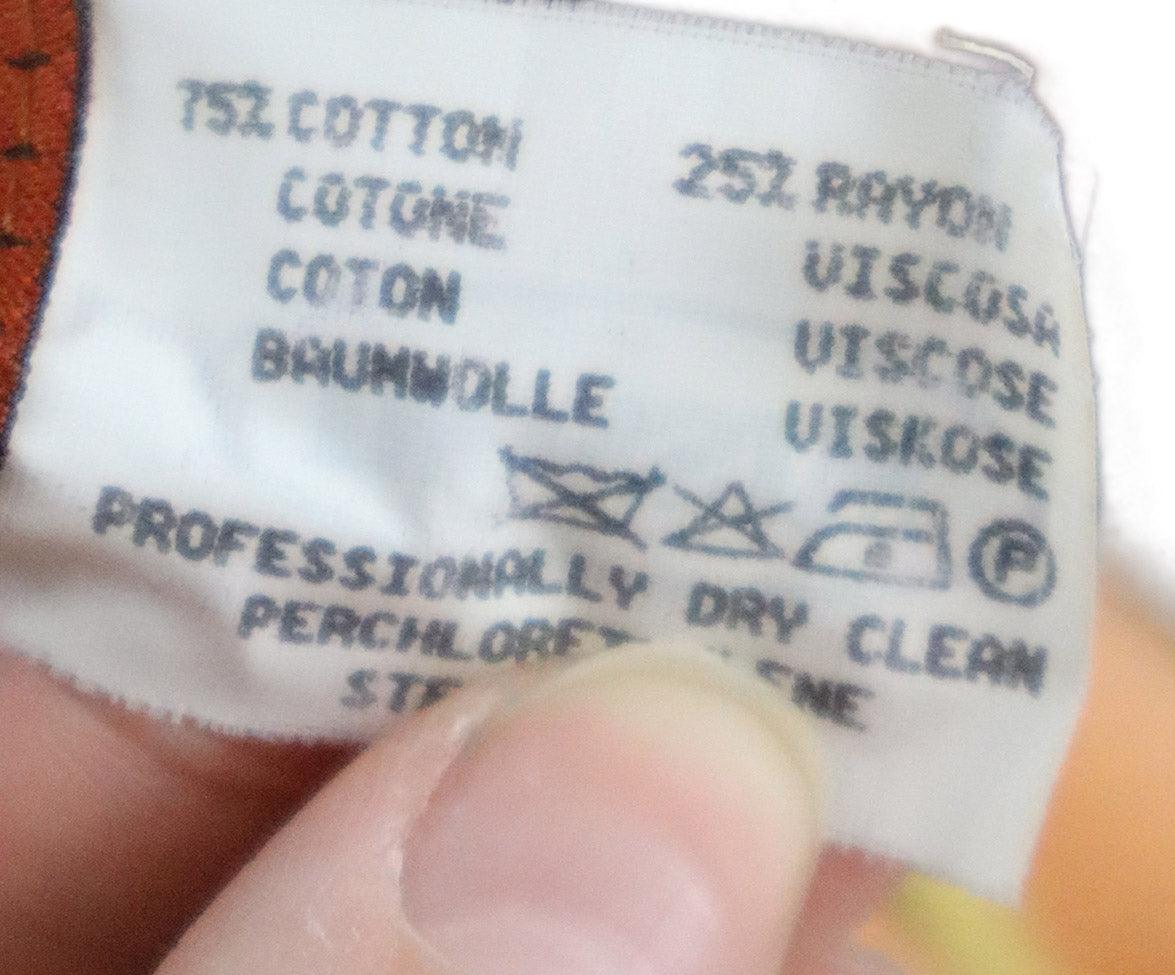 75% COTTON 25% RAYON
COTONE VISCOSA
COTON VISCOSE
BAUMWOLLE VISKOSE
P
PROFESSIONALLY DRY CLEAN